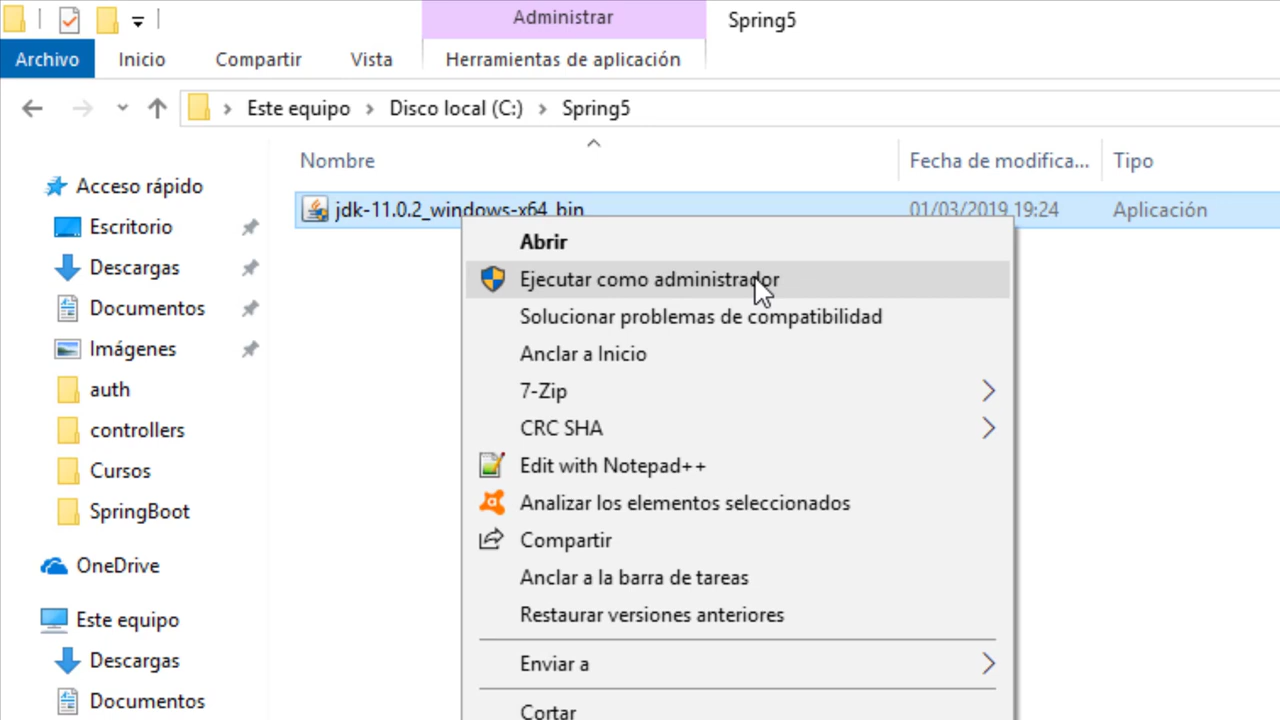 Administrar
Spring5
Archivo
Inicio
Compartir
Vista
Herramientas de aplicación
Este equipo
Disco local (C:)
Spring5
Nombre
Fecha de modifica...
Tipo
Acceso rápido
Escritorio
Descargas
Documentos
Imágenes
auth
controllers
Cursos
SpringBoot
OneDrive
Este equipo
Descargas
Documentos
jdk-11.0.2_windows-x64_bin
01/03/2019 19:24
Aplicación
Abrir
Ejecutar como administrador
Solucionar problemas de compatibilidad
Anclar a Inicio
7-Zip
CRC SHA
Edit with Notepad++
Analizar los elementos seleccionados
Compartir
Anclar a la barra de tareas
Restaurar versiones anteriores
Enviar a
Cortar